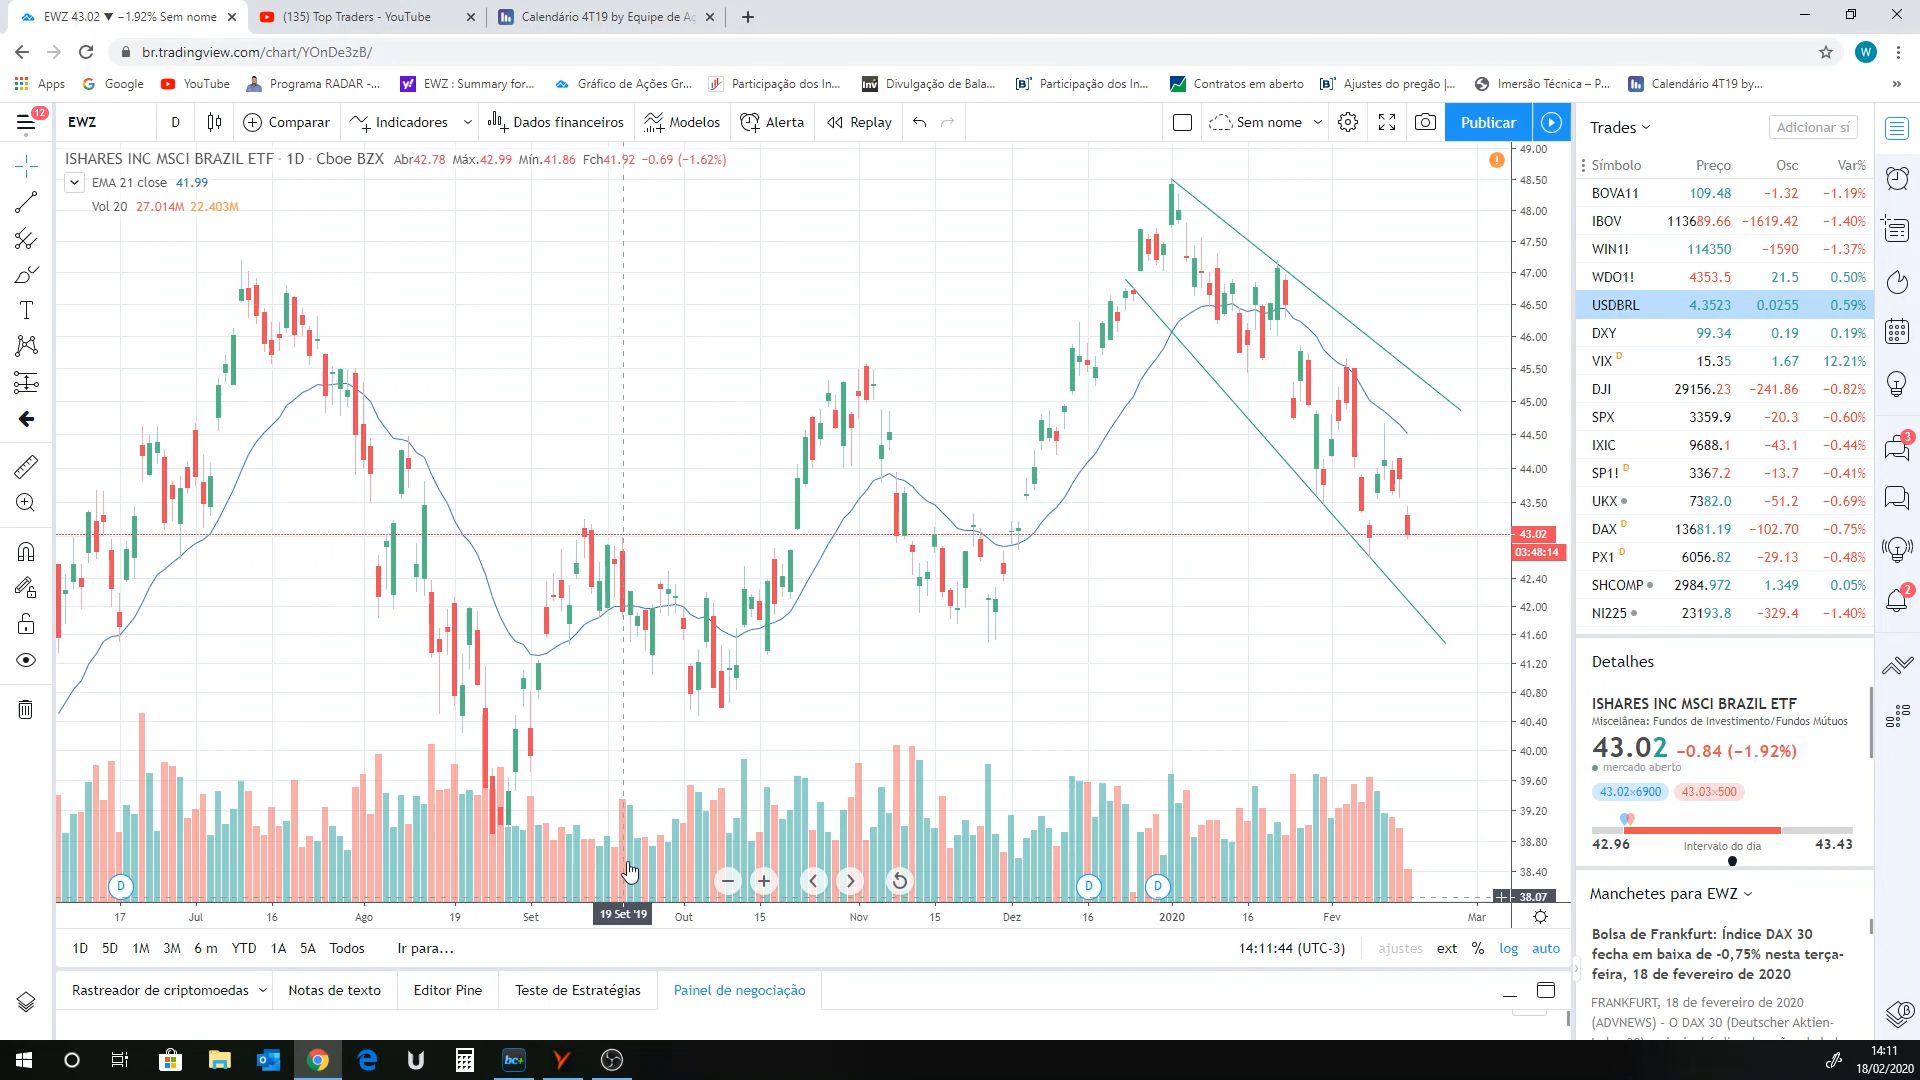 EWZ 43.02 ▼ −1.92% Sem nome
(135) Top Traders - YouTube
Calendário 4T19 by Equipe de Aç
br.tradingview.com/chart/YOnDe3zB/
W
Apps
Google
YouTube
Programa RADAR -...
EWZ : Summary for...
Gráfico de Ações Gr...
Participação dos In...
Divulgação de Bala...
Participação dos In...
Contratos em aberto
Ajustes do pregão |...
Imersão Técnica – P...
Calendário 4T19 by...
12
EWZ
D
Comparar
Indicadores
Dados financeiros
Modelos
Alerta
Replay
Sem nome
Publicar
ISHARES INC MSCI BRAZIL ETF · 1D · Cboe BZX Abr42.78 Máx.42.99 Mín.41.86 Fch41.92 −0.69 (−1.62%)
EMA 21 close 41.99
Vol 20 27.014M 22.403M
49.00
48.50
48.00
47.50
47.00
46.50
46.00
45.50
45.00
44.50
44.00
43.50
43.02
03:48:14
42.40
42.00
41.60
41.20
40.80
40.40
40.00
39.60
39.20
38.80
38.40
38.07
D
D
D
17
Jul
16
Ago
19
Set
19 Set '19
Out
15
Nov
15
Dez
16
2020
16
Fev
Mar
1D 5D 1M 3M 6 m YTD 1A 5A Todos Ir para...
14:11:44 (UTC-3) ajustes ext % log auto
Rastreador de criptomoedas
Notas de texto
Editor Pine
Teste de Estratégias
Painel de negociação
Trades
Adicionar sí
Símbolo Preço Osc Var%
BOVA11 109.48 −1.32 −1.19%
IBOV 113689.66 −1619.42 −1.40%
WIN1! 114350 −1590 −1.37%
WDO1! 4353.5 21.5 0.50%
USDBRL 4.3523 0.0255 0.59%
DXY 99.34 0.19 0.19%
VIX D 15.35 1.67 12.21%
DJI 29156.23 −241.86 −0.82%
SPX 3359.9 −20.3 −0.60%
IXIC 9688.1 −43.1 −0.44%
SP1! D 3367.2 −13.7 −0.41%
UKX 7382.0 −51.2 −0.69%
DAX D 13681.19 −102.70 −0.75%
PX1 D 6056.82 −29.13 −0.48%
SHCOMP 2984.972 1.349 0.05%
NI225 23193.8 −329.4 −1.40%
Detalhes
ISHARES INC MSCI BRAZIL ETF
Miscelânea: Fundos de Investimento/Fundos Mútuos
43.02 −0.84 (−1.92%)
mercado aberto
43.02×6900 43.03×500
42.96 Intervalo do dia 43.43
Manchetes para EWZ
Bolsa de Frankfurt: Índice DAX 30
fecha em baixa de -0,75% nesta terça-
feira, 18 de fevereiro de 2020
FRANKFURT, 18 de fevereiro de 2020
(ADVNEWS) - O DAX 30 (Deutscher Aktien-
3
2
bc+
14:11
18/02/2020